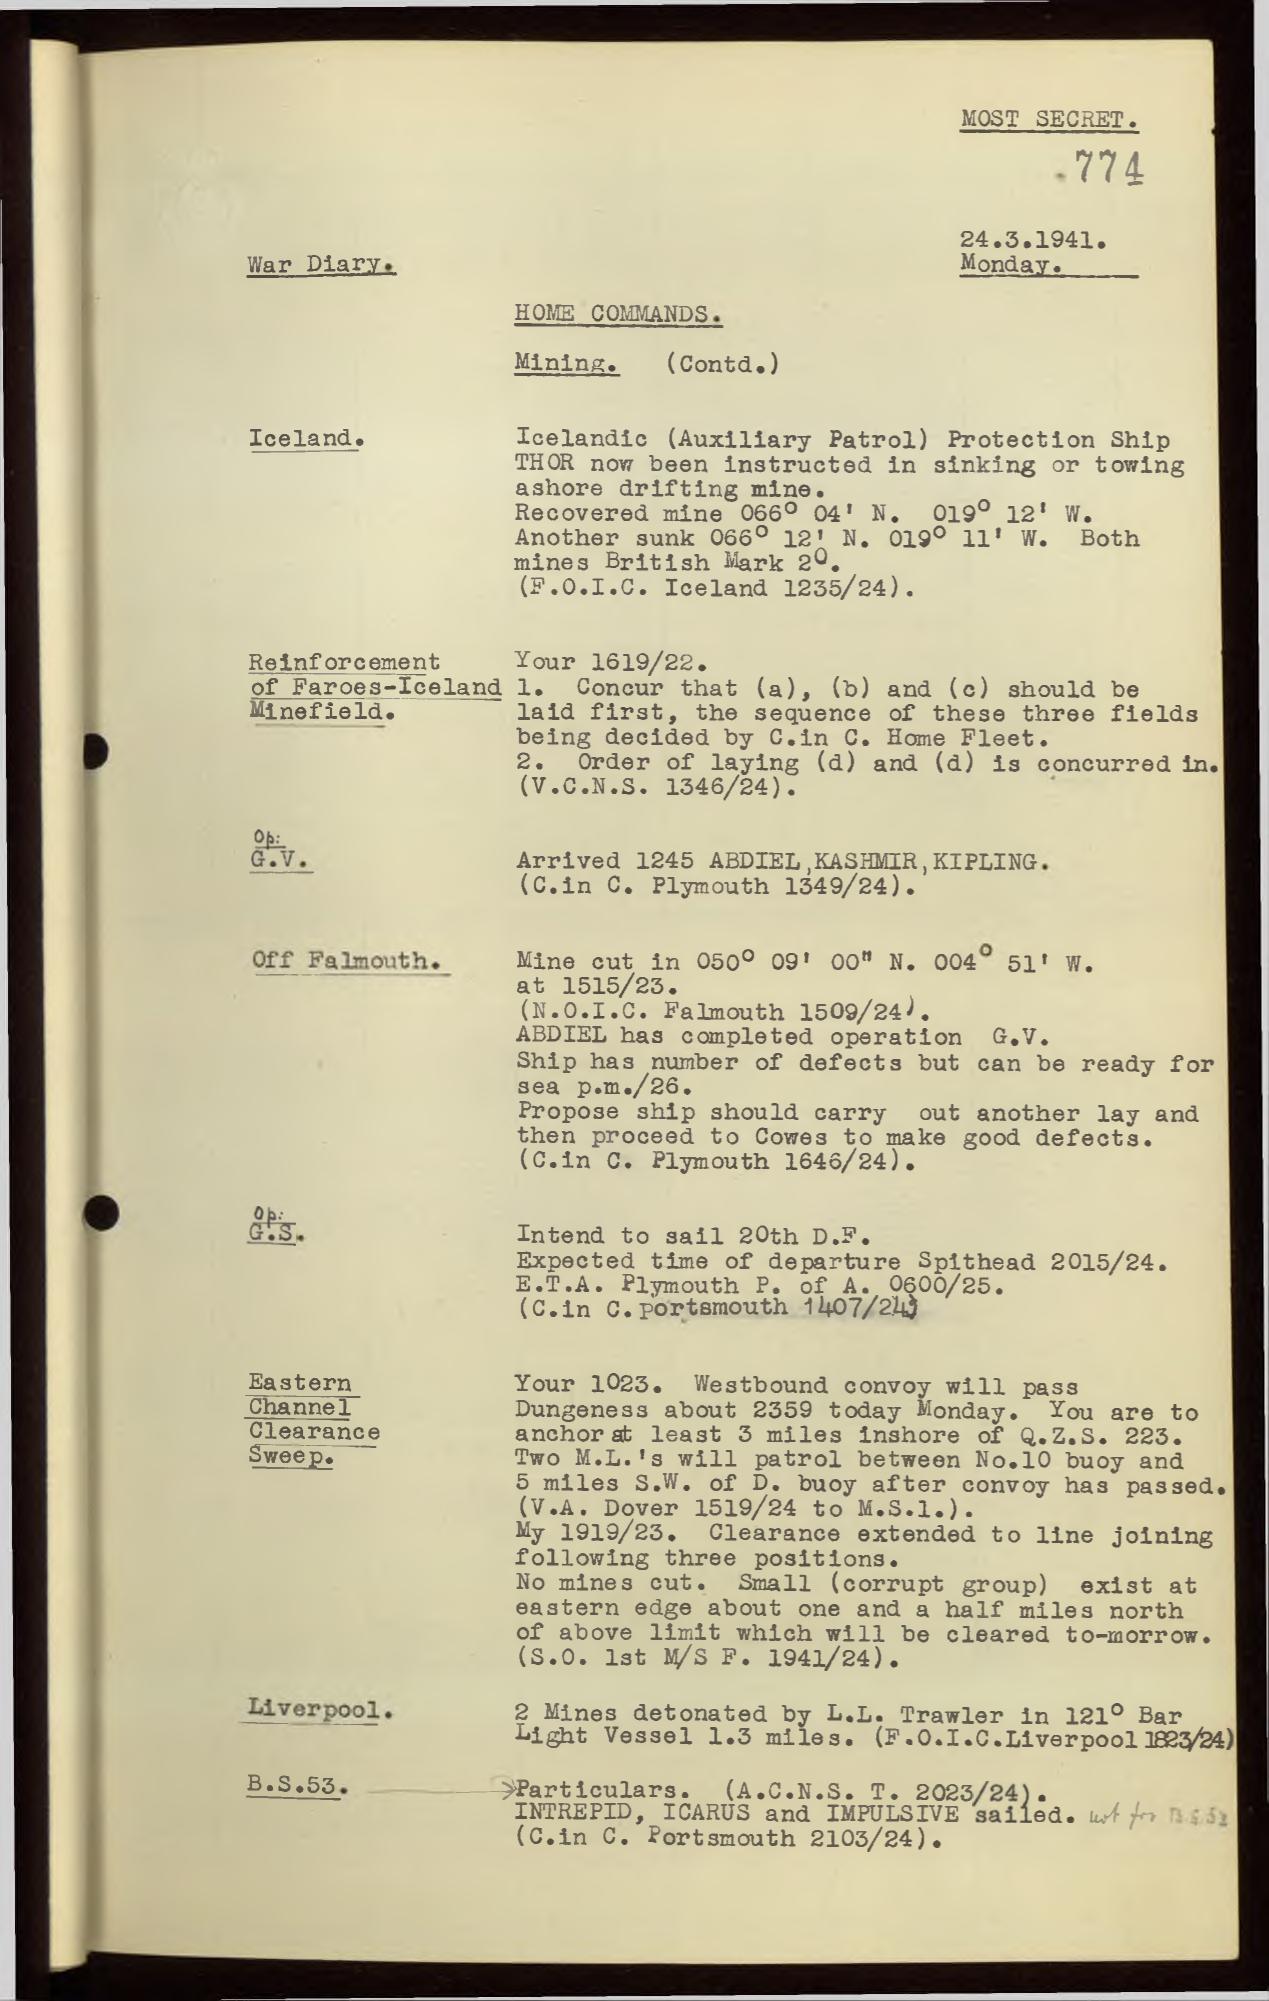 MOST SECRET.
.774
24.3.1941.
War Diary.
Monday.
HOME COMMANDS.
Mining. (Contd.)
Iceland.
Icelandic (Auxiliary Patrol) Protection Ship
THOR now been instructed in sinking or towing
ashore drifting mine.
Recovered mine 066° 04' N. 019° 12' W.
Another sunk 066° 12' N. 019° 11' W. Both
mines British Mark 2⁰.
(F.O.I.C. Iceland 1235/24).
Reinforcement
of Faroes-Iceland
Minefield.
Your 1619/22.
1. Concur that (a), (b) and (c) should be
laid first, the sequence of these three fields
being decided by C.in C. Home Fleet.
2. Order of laying (d) and (d) is concurred in.
(V.C.N.S. 1346/24).
Op:
G.V.
Arrived 1245 ABDIEL,KASHMIR,KIPLING.
(C.in C. Plymouth 1349/24).
Off Falmouth.
Mine cut in 050° 09' 00" N. 004° 51' W.
at 1515/23.
(N.O.I.C. Falmouth 1509/24).
ABDIEL has completed operation G.V.
Ship has number of defects but can be ready for
sea p.m./26.
Propose ship should carry out another lay and
then proceed to Cowes to make good defects.
(C.in C. Plymouth 1646/24).
Op:
G.S.
Intend to sail 20th D.F.
Expected time of departure Spithead 2015/24.
E.T.A. Plymouth P. of A. 0600/25.
(C.in C. Portsmouth 1407/24)
Eastern
Channel
Clearance
Sweep.
Your 1023. Westbound convoy will pass
Dungeness about 2359 today Monday. You are to
anchor at least 3 miles inshore of Q.Z.S. 223.
Two M.L.'s will patrol between No.10 buoy and
5 miles S.W. of D. buoy after convoy has passed.
(V.A. Dover 1519/24 to M.S.1.).
My 1919/23. Clearance extended to line joining
following three positions.
No mines cut. Small (corrupt group) exist at
eastern edge about one and a half miles north
of above limit which will be cleared to-morrow.
(S.O. 1st M/S F. 1941/24).
Liverpool.
2 Mines detonated by L.L. Trawler in 121° Bar
Light Vessel 1.3 miles. (F.O.I.C.Liverpool 1823/24)
B.S.53.
Particulars. (A.C.N.S. T. 2023/24).
INTREPID, ICARUS and IMPULSIVE sailed. not for B.S.53
(C.in C. Portsmouth 2103/24).